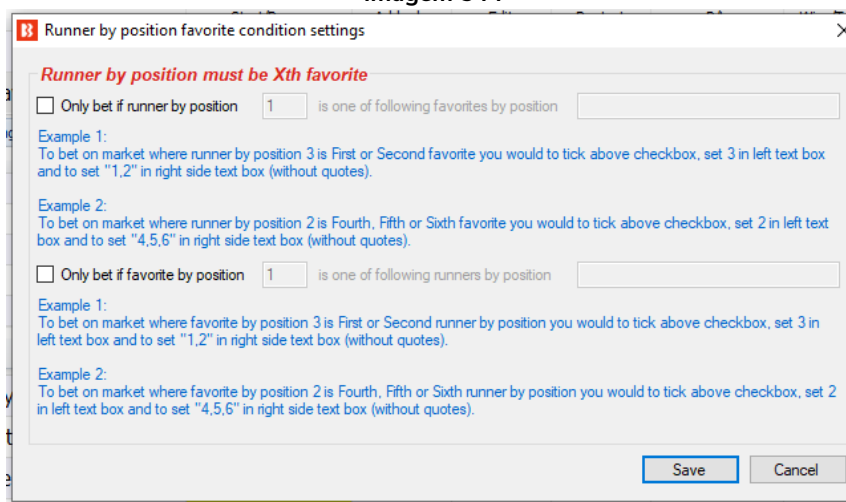 Runner by position favorite condition settings
Runner by position must be Xth favorite
Only bet if runner by position 1 is one of following favorites by position
Example 1:
To bet on market where runner by position 3 is First or Second favorite you would to tick above checkbox, set 3 in left text box
and to set "1,2" in right side text box (without quotes).
Example 2:
To bet on market where runner by position 2 is Fourth, Fifth or Sixth favorite you would to tick above checkbox, set 2 in left text
box and to set "4,5,6" in right side text box (without quotes).
Only bet if favorite by position 1 is one of following runners by position
Example 1:
To bet on market where favorite by position 3 is First or Second runner by position you would to tick above checkbox, set 3 in
left text box and to set "1,2" in right side text box (without quotes).
Example 2:
To bet on market where favorite by position 2 is Fourth, Fifth or Sixth runner by position you would to tick above checkbox, set 2
in left text box and to set "4,5,6" in right side text box (without quotes).
Save Cancel